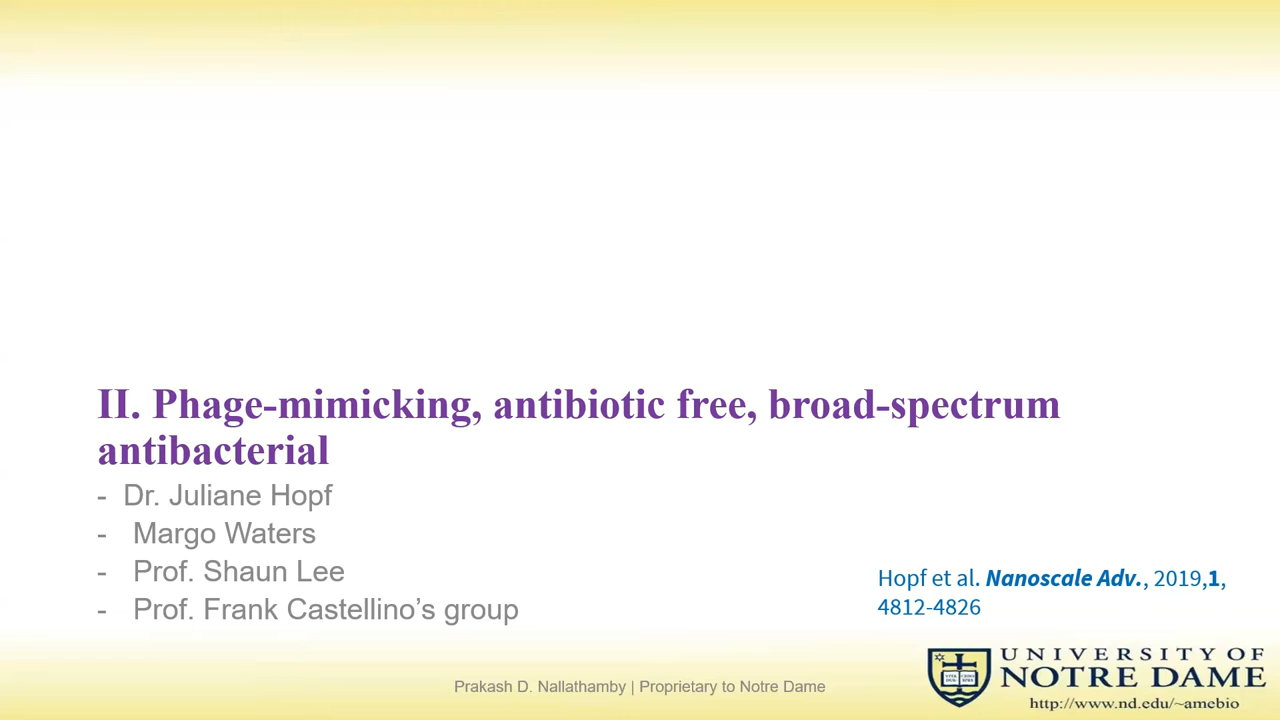 II. Phage-mimicking, antibiotic free, broad-spectrum
antibacterial
- Dr. Juliane Hopf
- Margo Waters
- Prof. Shaun Lee
- Prof. Frank Castellino’s group
Hopf et al. Nanoscale Adv., 2019,1,
4812-4826
Prakash D. Nallathamby | Proprietary to Notre Dame
UNIVERSITY OF
NOTRE DAME
http://www.nd.edu/~amebio